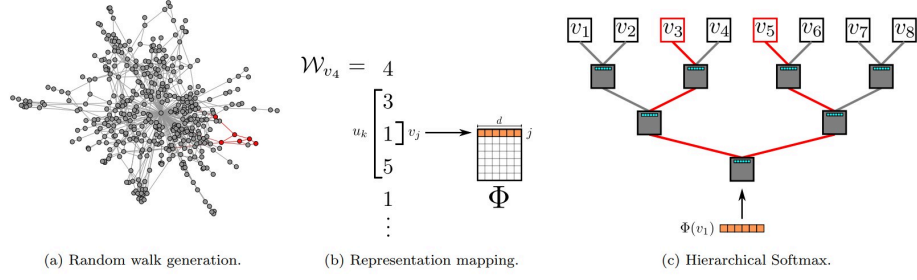 𝒲_{v_4} = 4
3
u_k 1 v_j
5
1
⋮
d
j
Φ
(a) Random walk generation.
(b) Representation mapping.
v_1 v_2 v_3 v_4 v_5 v_6 v_7 v_8
Φ(v_1)
(c) Hierarchical Softmax.